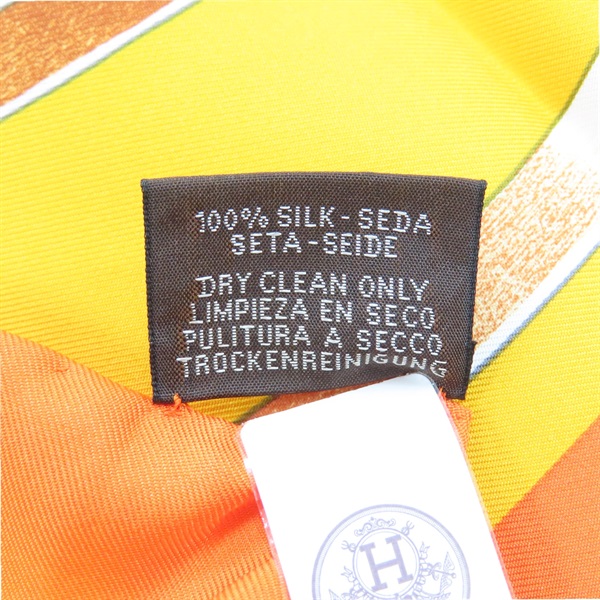 100% SILK - SEDA
SETA - SEIDE
DRY CLEAN ONLY
LIMPIEZA EN SECO
PULITURA A SECCO
TROCKENREINIGUNG
H